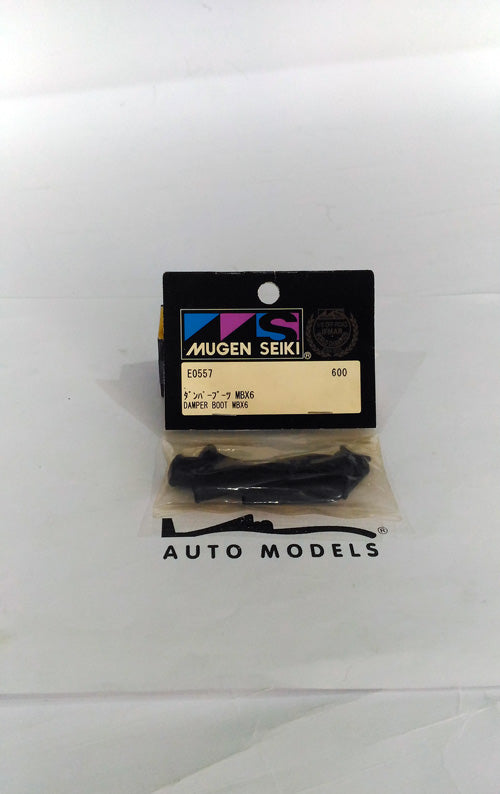 MUGEN SEIKI®
E0557 600
ﾀﾞﾝﾊﾟｰﾌﾞｰﾂ MBX6
DAMPER BOOT MBX6
AUTO MODELS®